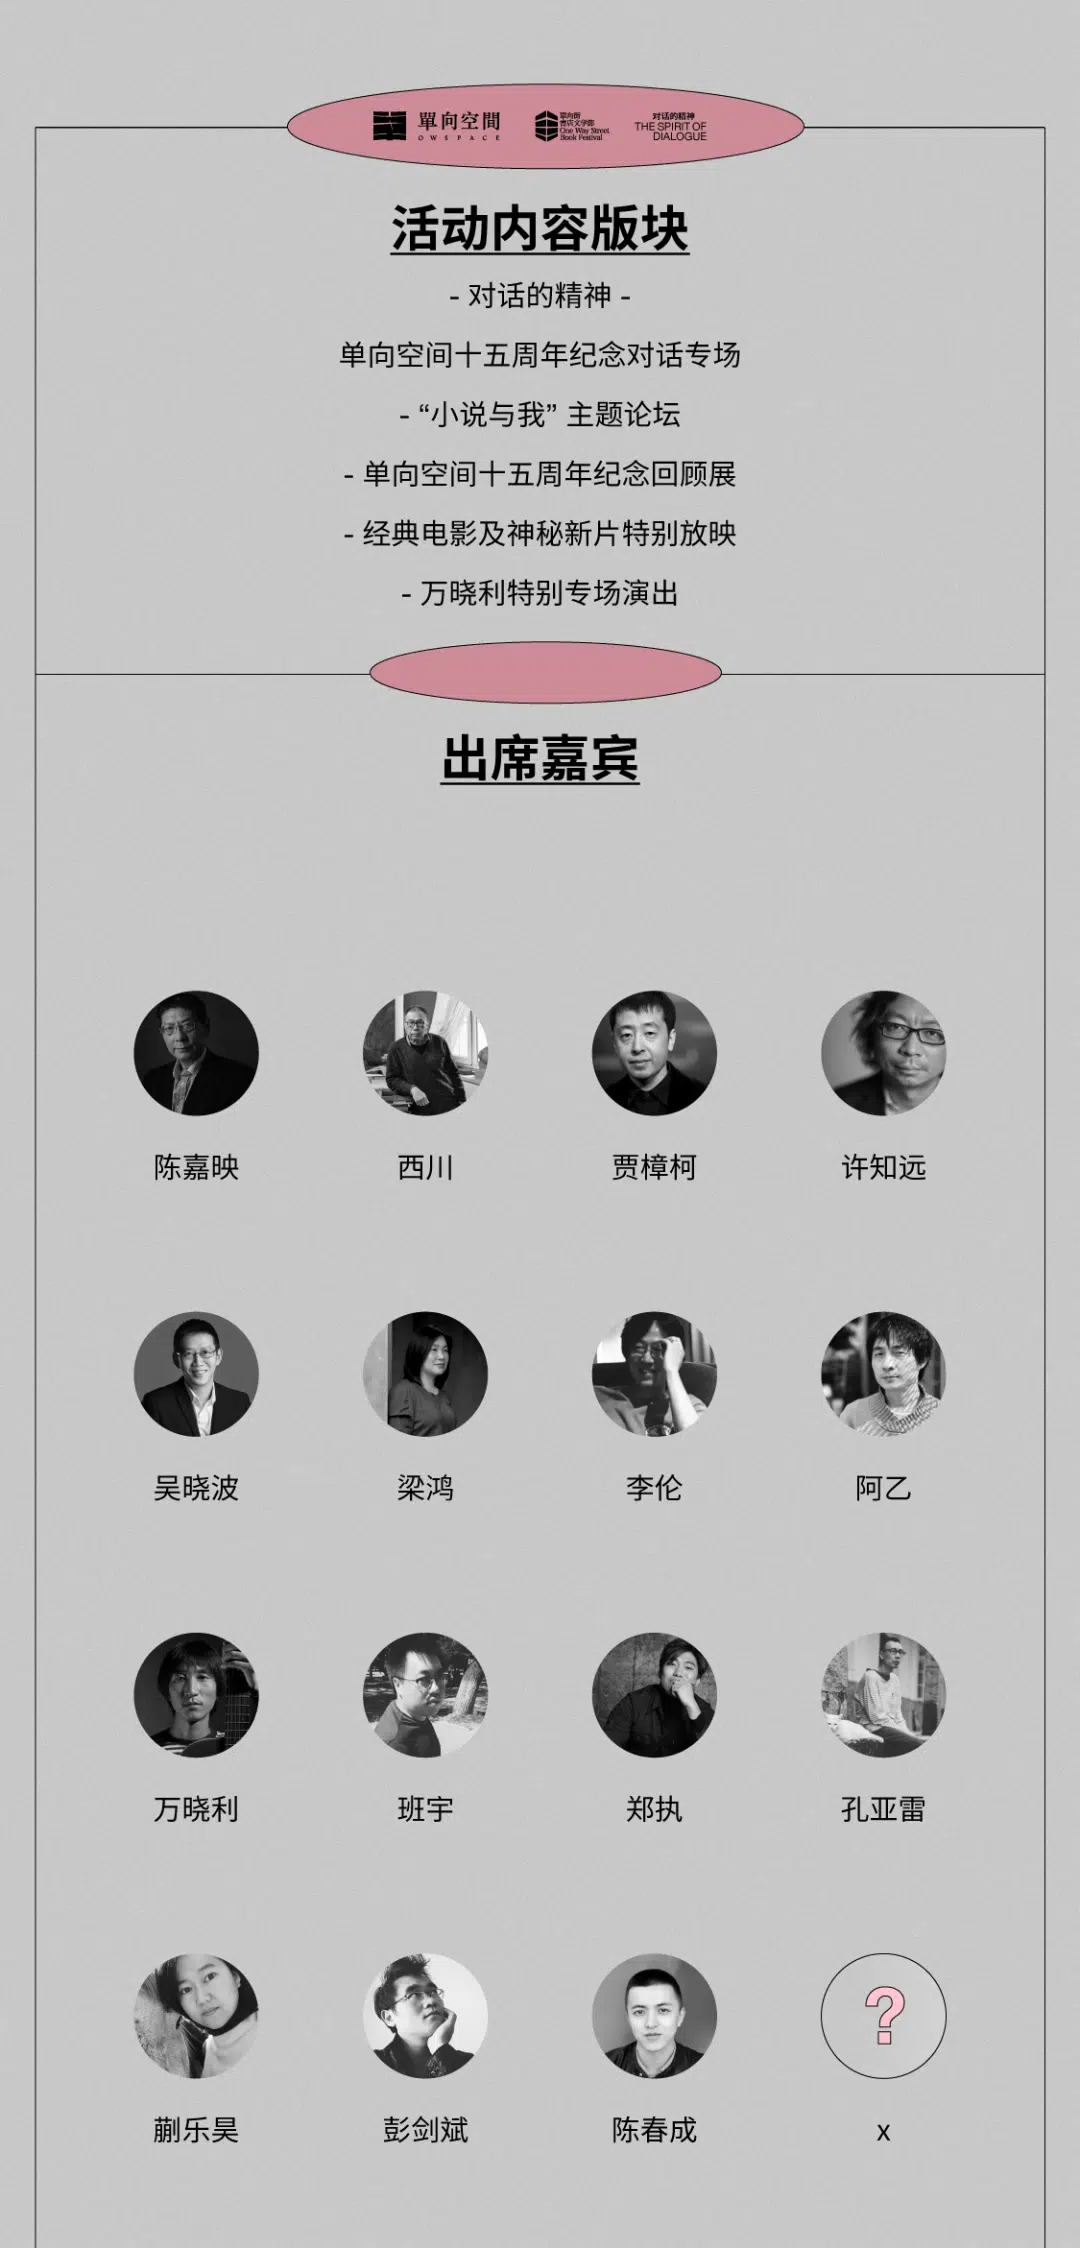 單向空間
OWSPACE
單向街
書店文学節
One Way Street
Book Festival
对话的精神
THE SPIRIT OF
DIALOGUE
活动内容版块
- 对话的精神 -
单向空间十五周年纪念对话专场
- “小说与我” 主题论坛
- 单向空间十五周年纪念回顾展
- 经典电影及神秘新片特别放映
- 万晓利特别专场演出
出席嘉宾
陈嘉映 西川 贾樟柯 许知远
吴晓波 梁鸿 李伦 阿乙
万晓利 班宇 郑执 孔亚雷
?
蒯乐昊 彭剑斌 陈春成 x